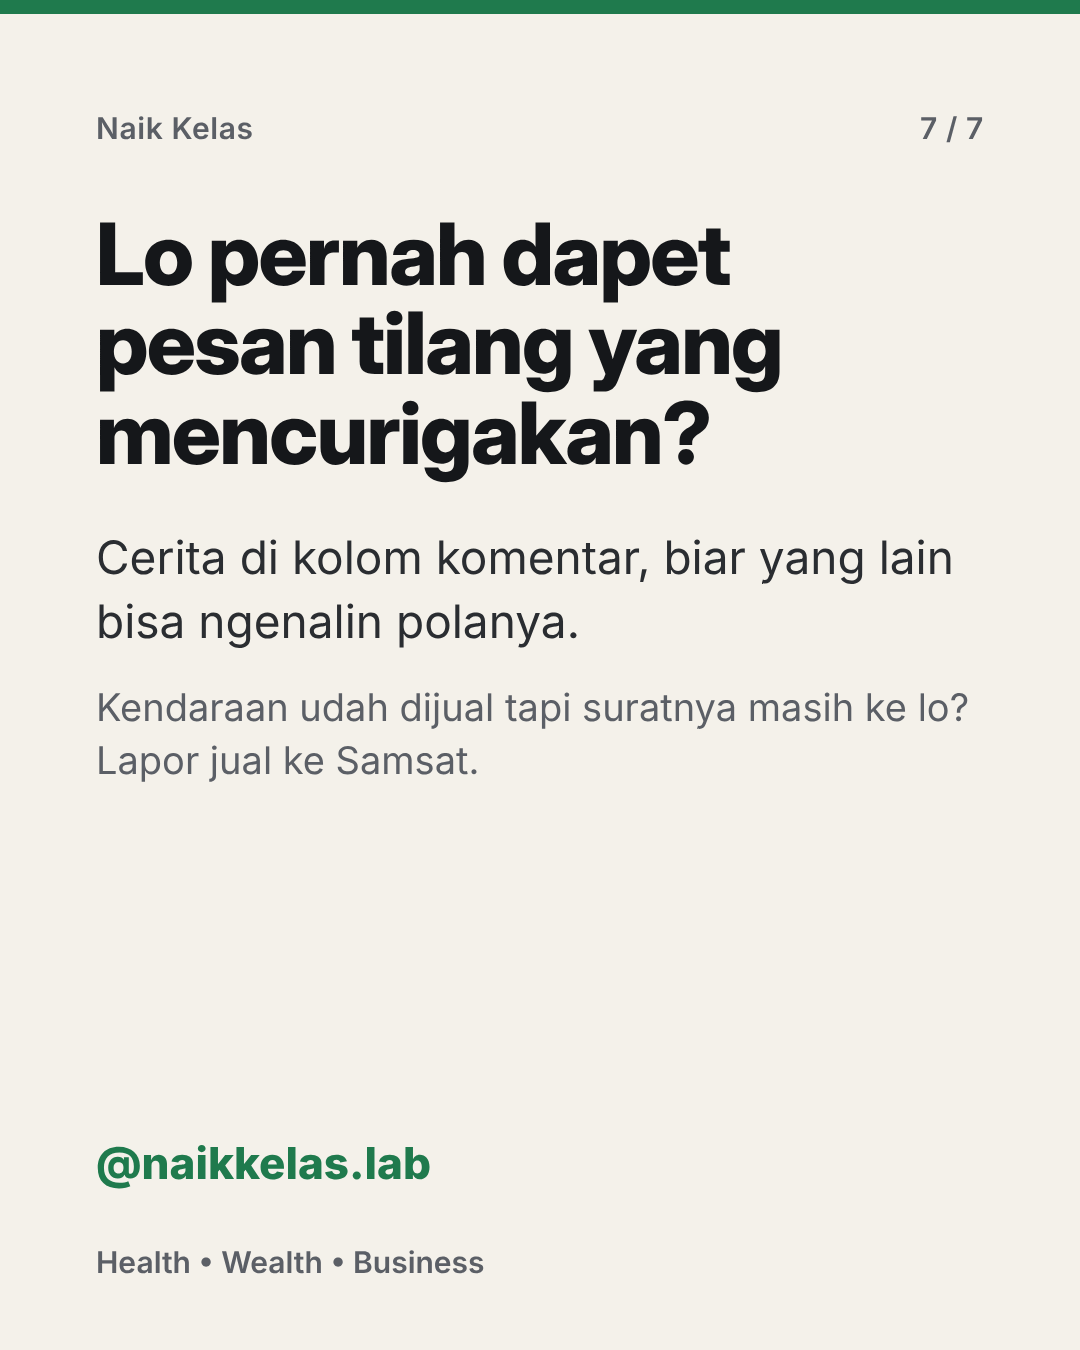 Naik Kelas
7 / 7
Lo pernah dapet
pesan tilang yang
mencurigakan?
Cerita di kolom komentar, biar yang lain
bisa ngenalin polanya.
Kendaraan udah dijual tapi suratnya masih ke lo?
Lapor jual ke Samsat.
@naikkelas.lab
Health • Wealth • Business